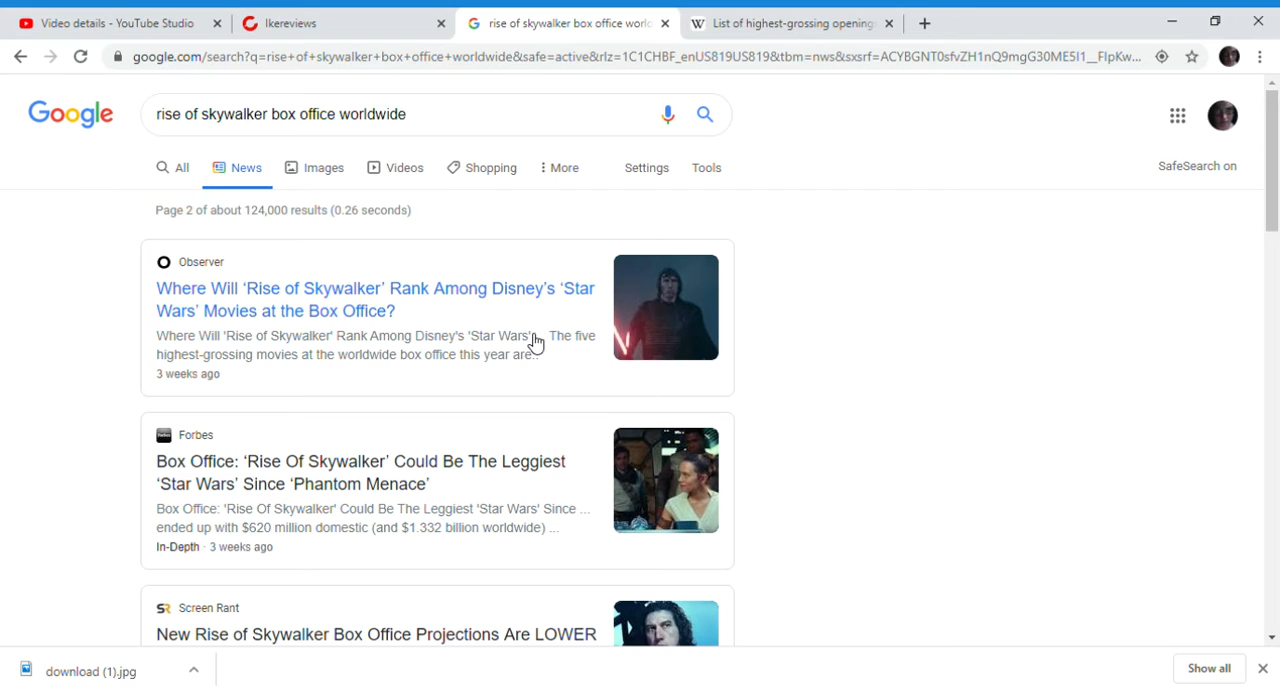 Video details - YouTube Studio
Ikereviews
rise of skywalker box office world
List of highest-grossing opening
google.com/search?q=rise+of+skywalker+box+office+worldwide&safe=active&rlz=1C1CHBF_enUS819US819&tbm=nws&sxsrf=ACYBGNT0sfvZH1nQ9mgG30ME5I1__FlpKw...
Google
rise of skywalker box office worldwide
All News Images Videos Shopping More Settings Tools
SafeSearch on
Page 2 of about 124,000 results (0.26 seconds)
Observer
Where Will ‘Rise of Skywalker’ Rank Among Disney’s ‘Star
Wars’ Movies at the Box Office?
Where Will 'Rise of Skywalker' Rank Among Disney's 'Star Wars' ... The five
highest-grossing movies at the worldwide box office this year are..
3 weeks ago
Forbes
Box Office: ‘Rise Of Skywalker’ Could Be The Leggiest
‘Star Wars’ Since ‘Phantom Menace’
Box Office: 'Rise Of Skywalker' Could Be The Leggiest 'Star Wars' Since ...
ended up with $620 million domestic (and $1.332 billion worldwide) ...
In-Depth · 3 weeks ago
Screen Rant
New Rise of Skywalker Box Office Projections Are LOWER
download (1).jpg
Show all